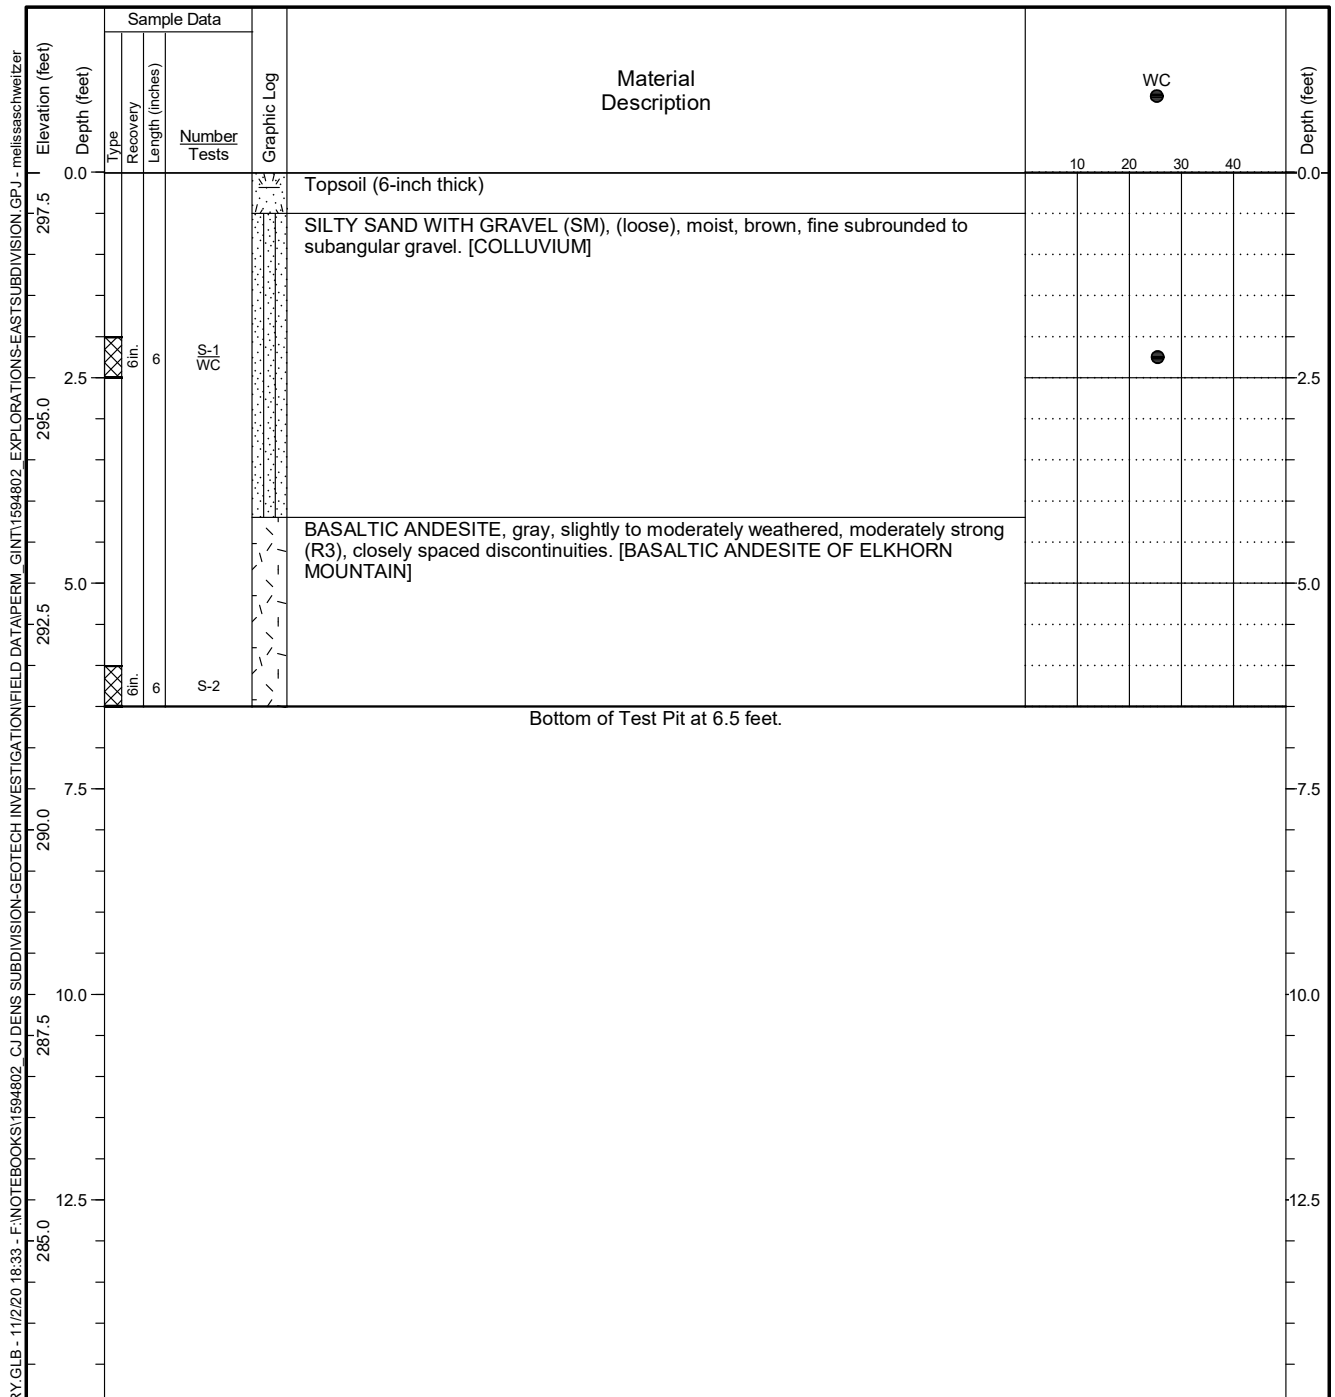 Sample Data
Elevation (feet)
Depth (feet)
Type
Recovery
Length (inches)
Number
Tests
Graphic Log
Material
Description
WC
Depth (feet)
10 20 30 40
0.0
0.0
Topsoil (6-inch thick)
297.5
SILTY SAND WITH GRAVEL (SM), (loose), moist, brown, fine subrounded to
subangular gravel. [COLLUVIUM]
6in.
6
S-1
WC
2.5
2.5
295.0
BASALTIC ANDESITE, gray, slightly to moderately weathered, moderately strong
(R3), closely spaced discontinuities. [BASALTIC ANDESITE OF ELKHORN
MOUNTAIN]
5.0
5.0
292.5
6in.
6
S-2
Bottom of Test Pit at 6.5 feet.
7.5
7.5
290.0
10.0
10.0
287.5
12.5
12.5
285.0
RY.GLB - 11/2/20 18:33 - F:\NOTEBOOKS\1594802_CJ DENS SUBDIVISION-GEOTECH INVESTIGATION\FIELD DATA\PERM_GINT\1594802_EXPLORATIONS-EASTSUBDIVISION.GPJ - melissaschweitzer